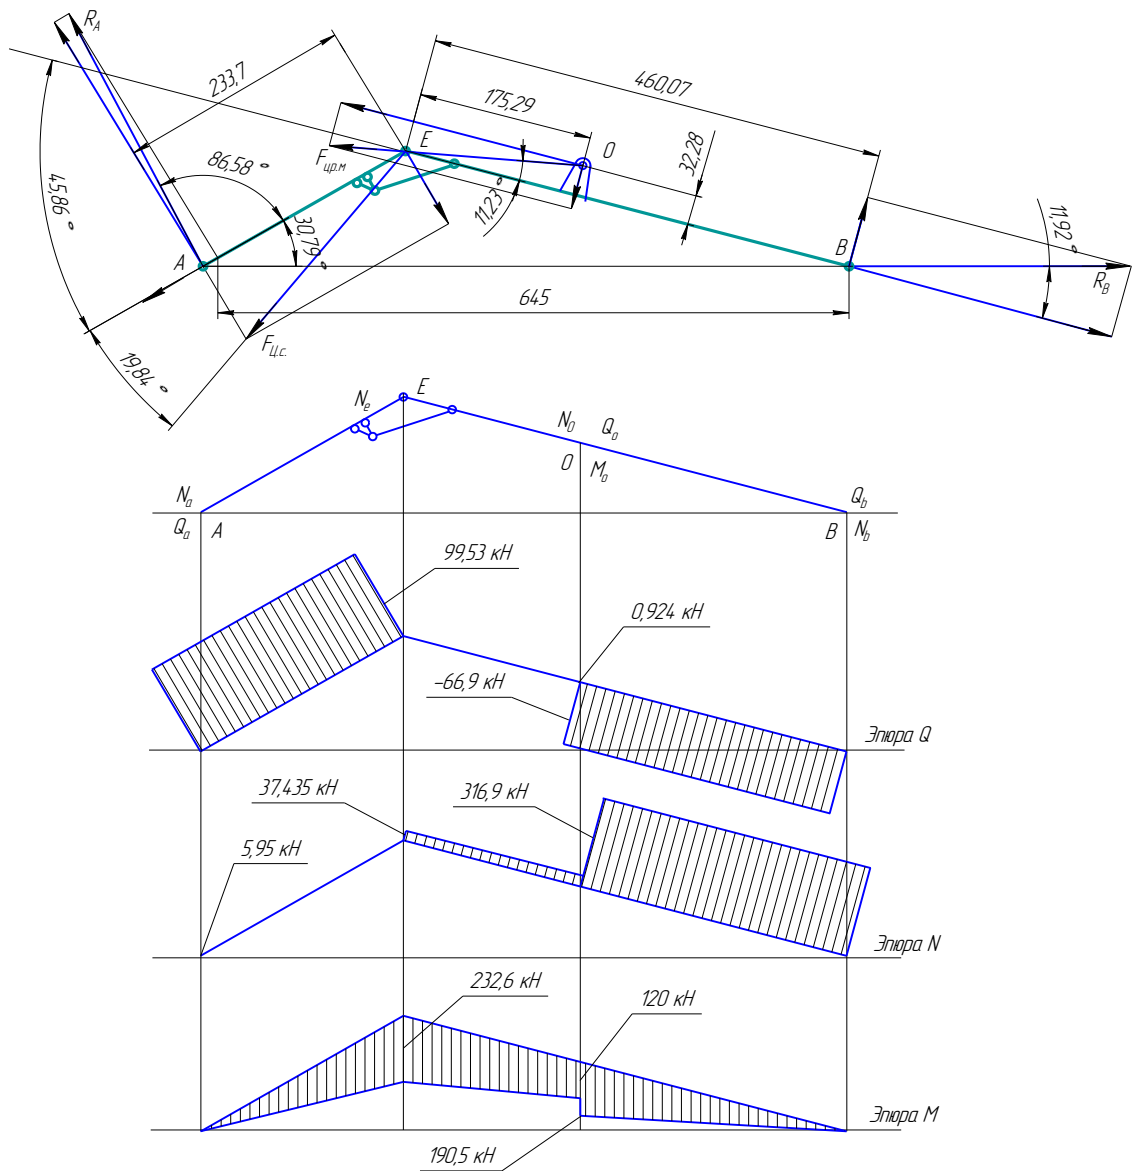 R_A
233,7
460,07
175,29
E
O
32,28
F_цр.м
86,58 °
11,23 °
45,86 °
30,79 °
11,92 °
A
B
R_B
645
F_Ц.с.
19,84 °
E
N_e
N_0 Q_o
O M_o
N_a
Q_b
Q_a A
B N_b
99,53 кН
0,924 кН
−66,9 кН
Эпюра Q
37,435 кН
316,9 кН
5,95 кН
Эпюра N
232,6 кН
120 кН
Эпюра M
190,5 кН